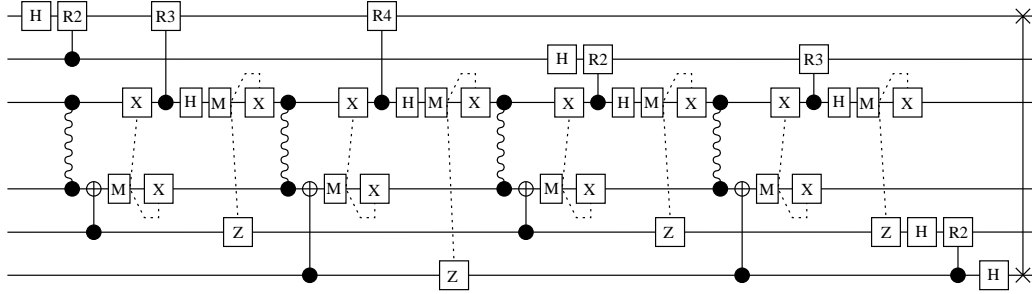 H R2 R3 R4
H R2 R3
X H M X X H M X X H M X X H M X
M X M X M X M X
Z Z Z H R2
Z H